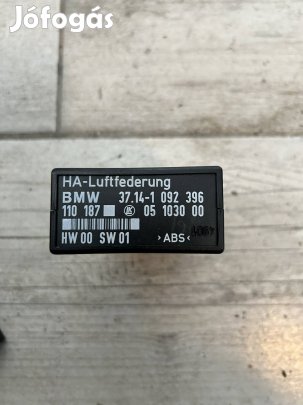 Jófogás
HA-Luftfederung
BMW 37.14-1 092 396
110 187 05 1030 00
HW 00 SW 01 >ABS<